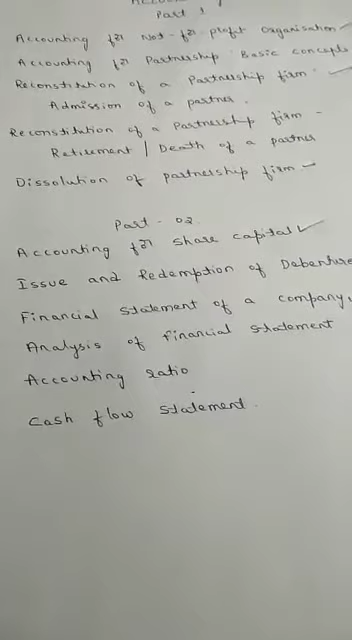 Part 1
Accounting for Not-for profit Organisation
Accounting for Partnership Basic concepts
Reconstitution of a Partnership firm
Admission of a partner.
Reconstitution of a Partnership firm -
Retirement / Death of a partner
Dissolution of partnership firm -
Part - 02
Accounting for share capital
Issue and Redemption of Debenture
Financial statement of a company.
Analysis of financial statement
Accounting ratio
Cash flow statement.